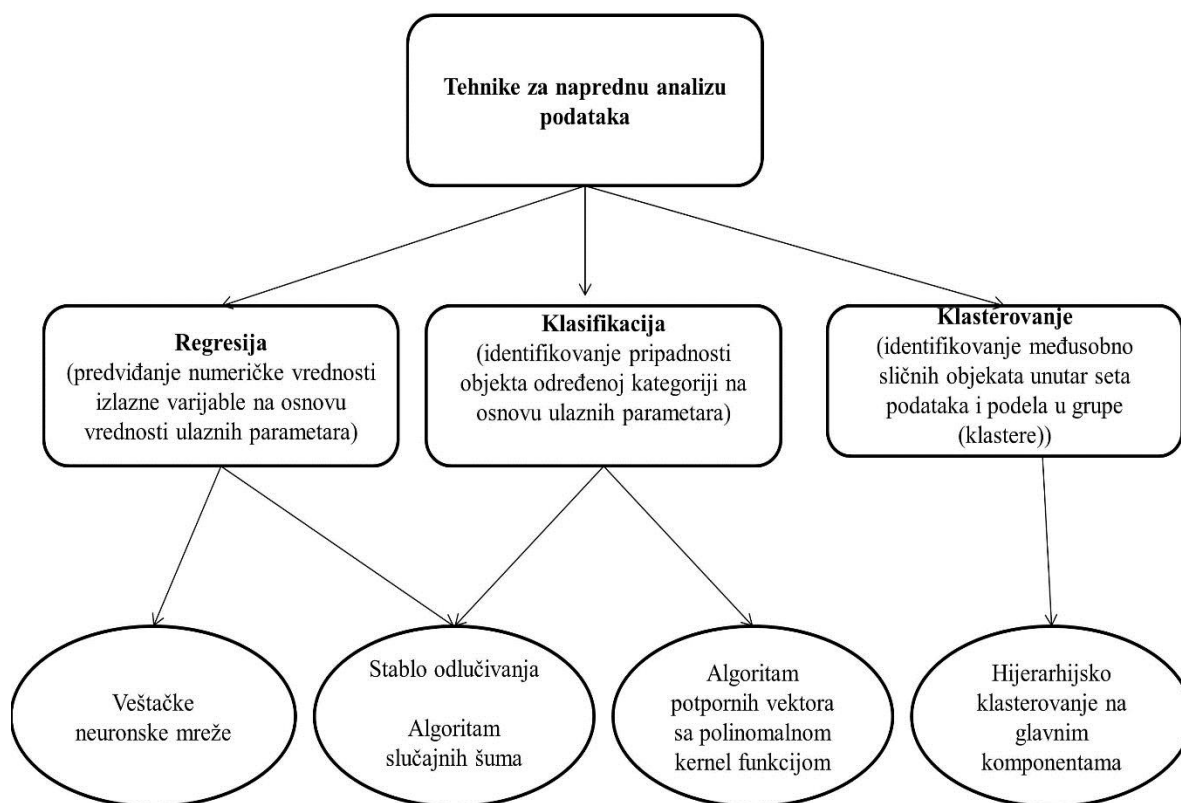 Tehnike za naprednu analizu
podataka
Regresija
(predviđanje numeričke vrednosti
izlazne varijable na osnovu
vrednosti ulaznih parametara)
Klasifikacija
(identifikovanje pripadnosti
objekta određenoj kategoriji na
osnovu ulaznih parametara)
Klasterovanje
(identifikovanje međusobno
sličnih objekata unutar seta
podataka i podela u grupe
(klastere))
Veštačke
neuronske mreže
Stablo odlučivanja
Algoritam
slučajnih šuma
Algoritam
potpornih vektora
sa polinomalnom
kernel funkcijom
Hijerarhijsko
klasterovanje na
glavnim
komponentama